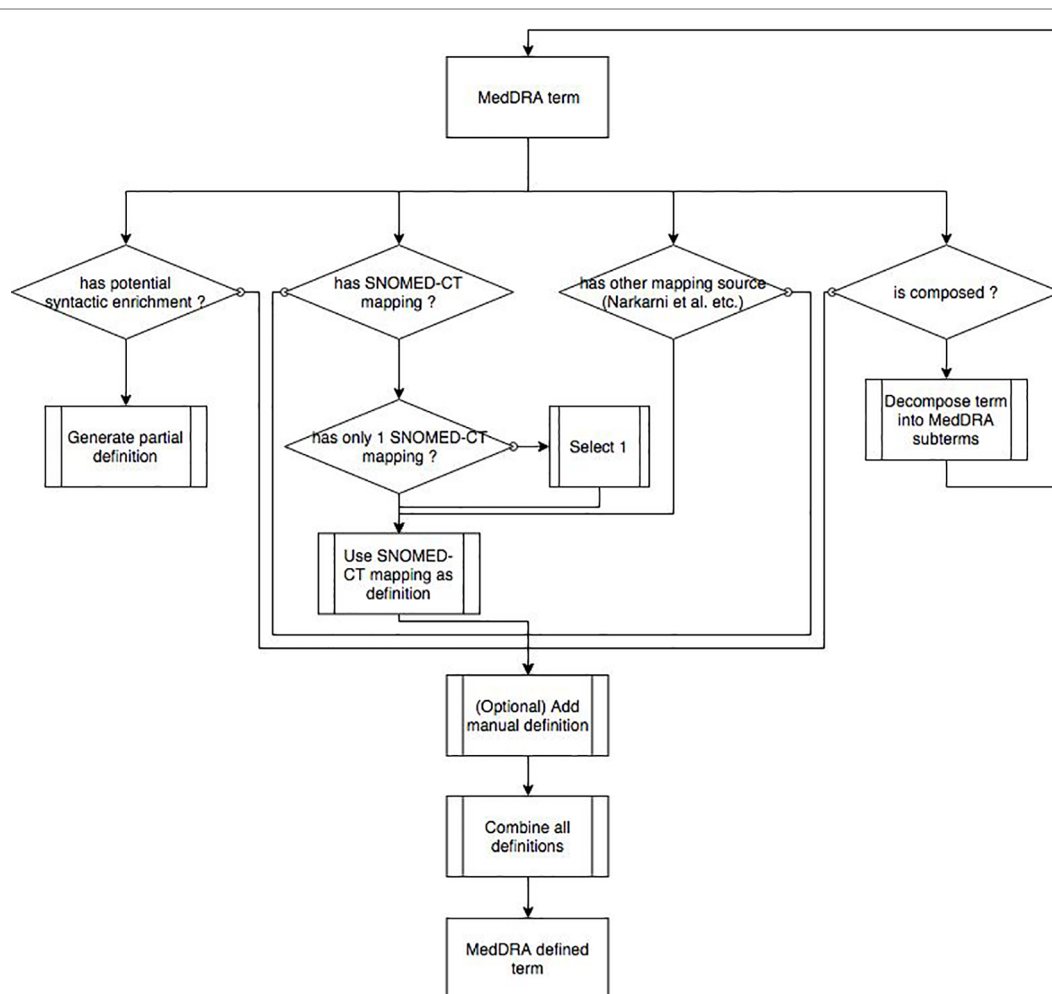 MedDRA term
has potential
syntactic enrichment ?
has SNOMED-CT
mapping ?
has other mapping source
(Narkarni et al. etc.)
is composed ?
Generate partial
definition
has only 1 SNOMED-CT
mapping ?
Select 1
Decompose term
into MedDRA
subterms
Use SNOMED-
CT mapping as
definition
(Optional) Add
manual definition
Combine all
definitions
MedDRA defined
term